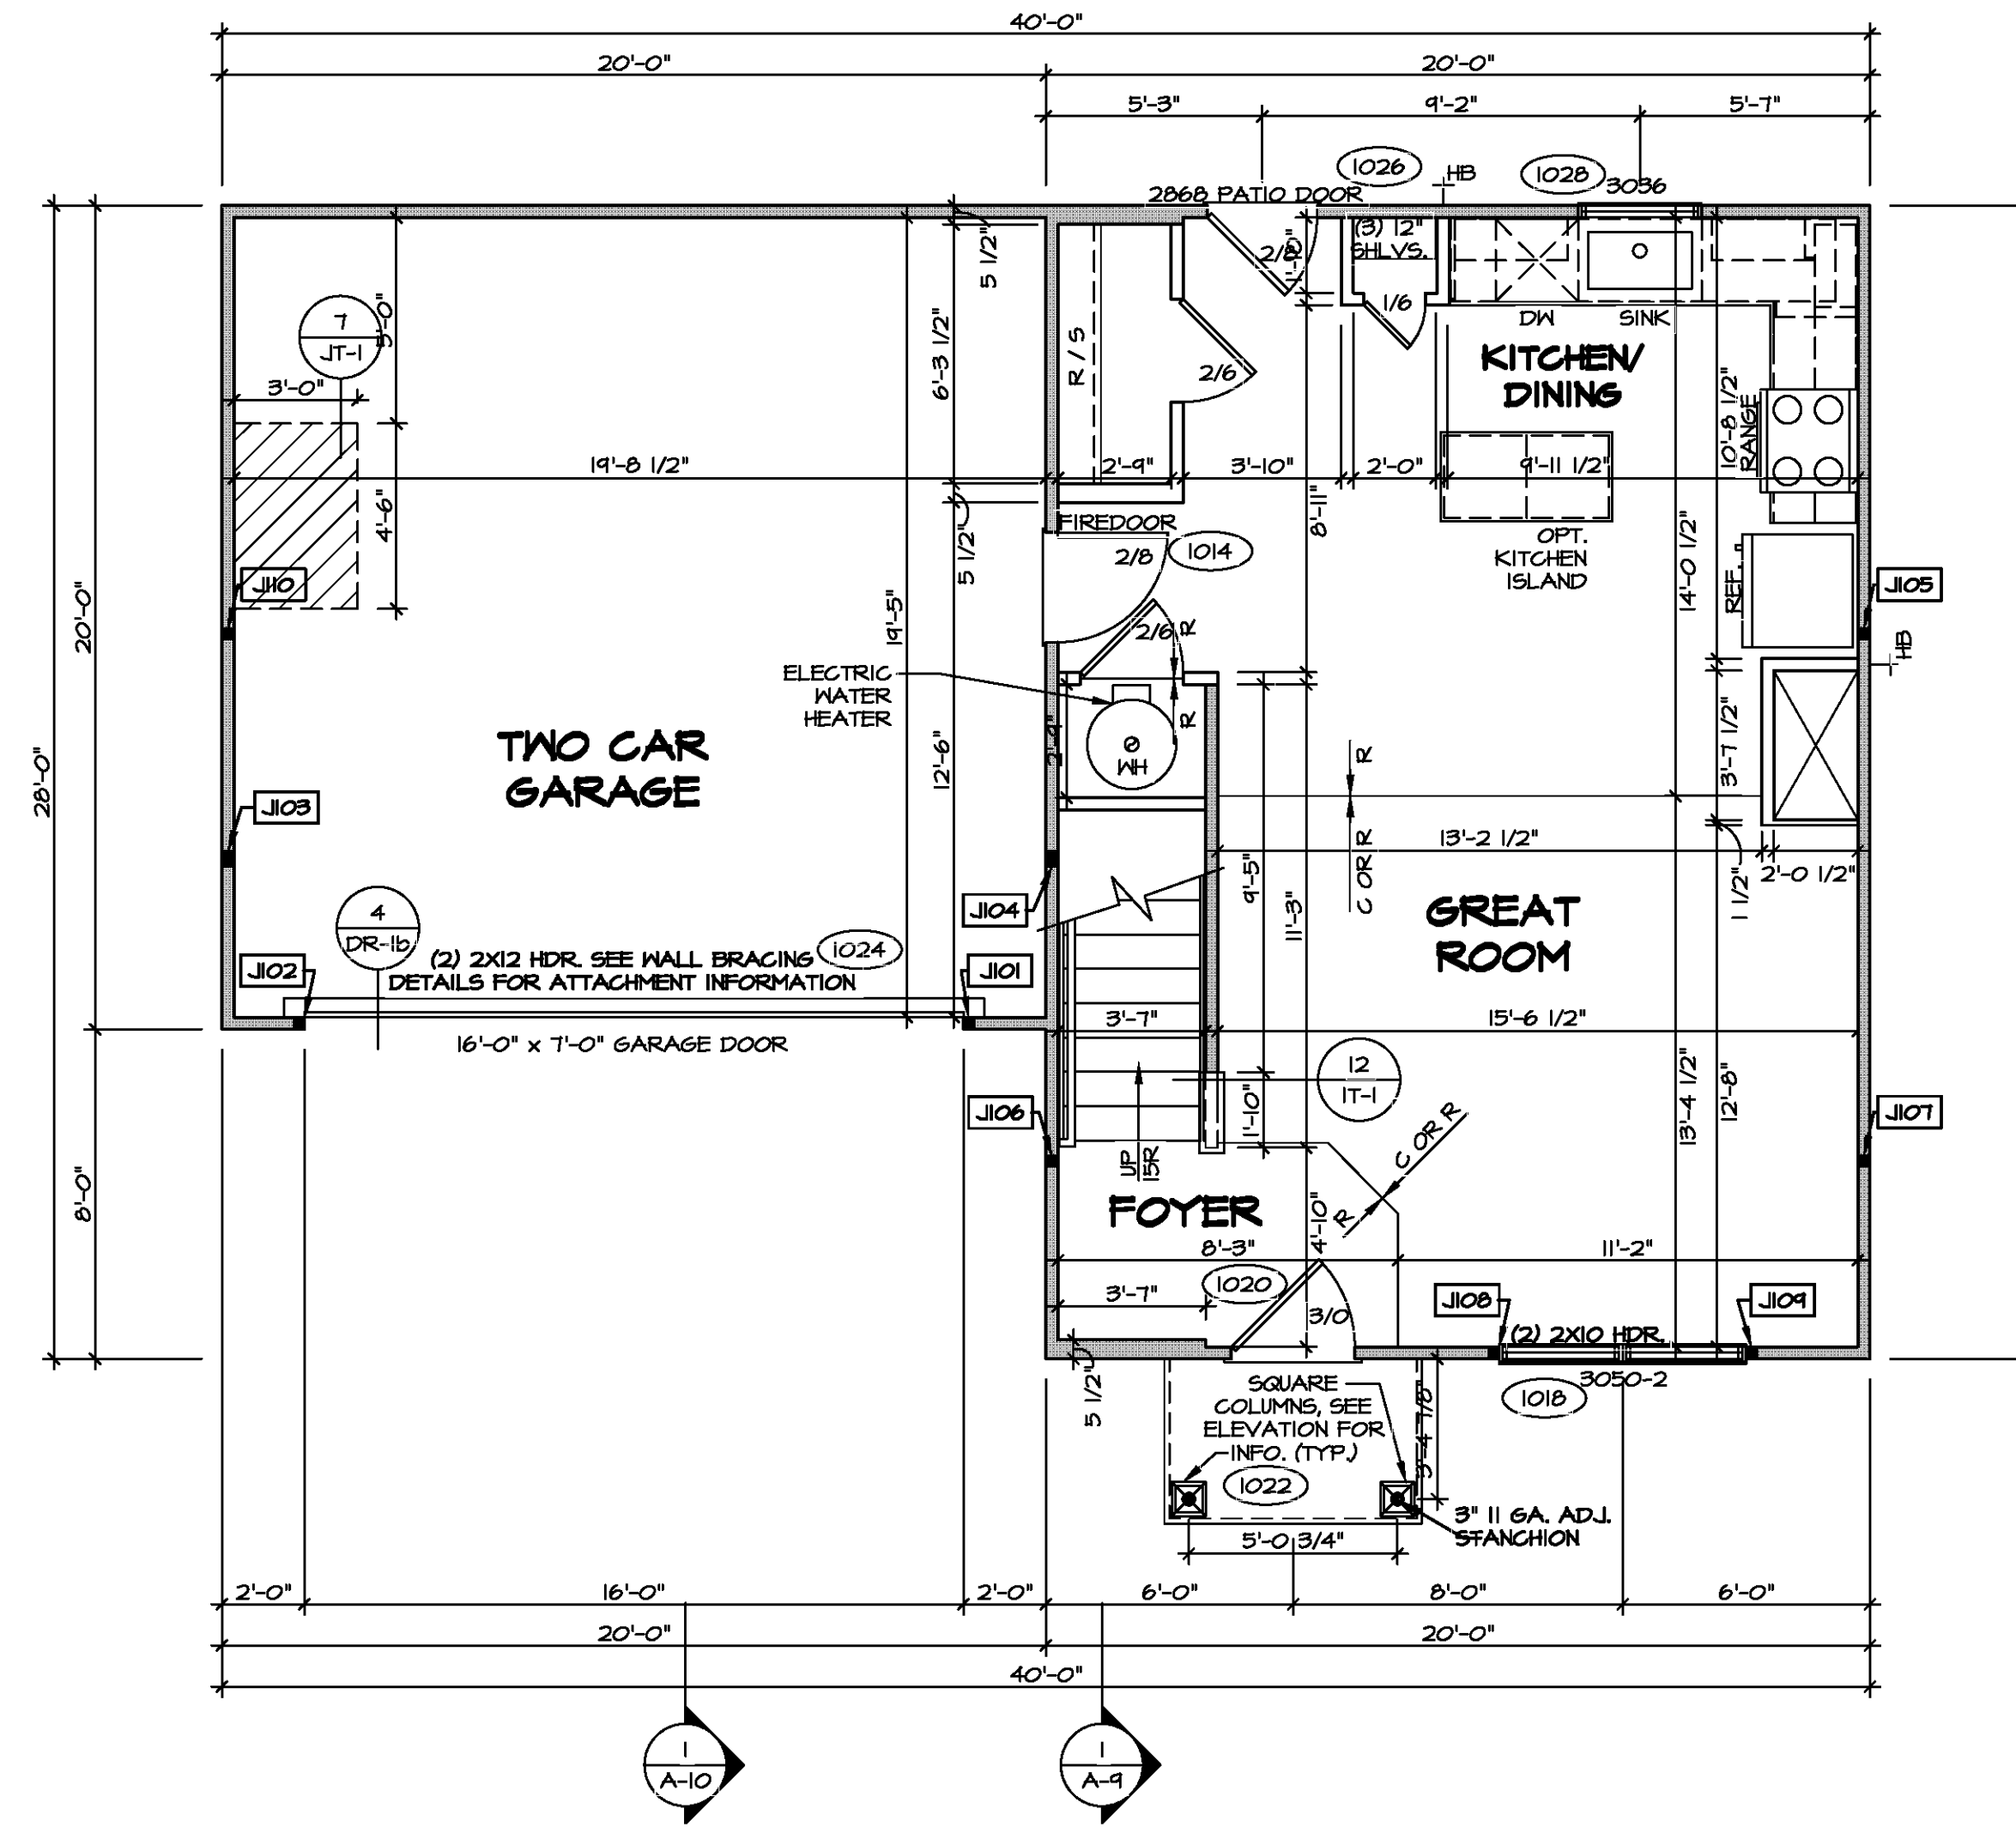 40'-0"
20'-0"
20'-0"
5'-3"
9'-2"
5'-7"
1026
HB
1028
3036
2868 PATIO DOOR
(3) 12"
SHLVS.
2/8
5 1/2"
7
JT-1
5'-0"
3'-0"
6'-3 1/2"
R / S
2/6
1/6
DW
SINK
KITCHEN/
DINING
10'-8 1/2"
RANGE
19'-8 1/2"
2'-9"
3'-10"
2'-0"
9'-11 1/2"
4'-6"
8'-11"
FIREDOOR
2/8
1014
5 1/2"
OPT.
KITCHEN
ISLAND
14'-0 1/2"
REF.
J110
J105
20'-0"
19'-5"
2/6
R
HB
ELECTRIC
WATER
HEATER
R
2'-9"
WH
TWO CAR
GARAGE
12'-6"
28'-0"
R
3'-7 1/2"
J103
C OR R
13'-2 1/2"
2'-0 1/2"
1 1/2"
9'-5"
11'-3"
GREAT
ROOM
J104
4
DR-1b
1024
(2) 2X12 HDR. SEE WALL BRACING
DETAILS FOR ATTACHMENT INFORMATION
J102
J101
16'-0" x 7'-0" GARAGE DOOR
3'-7"
15'-6 1/2"
12
IT-1
J106
1'-10"
C OR R
R
13'-4 1/2"
12'-8"
J107
UP
15R
8'-0"
FOYER
4'-10"
8'-3"
11'-2"
1020
3'-7"
3/0
J108
J109
(2) 2X10 HDR.
3050-2
1018
5 1/2"
SQUARE
COLUMNS, SEE
ELEVATION FOR
INFO. (TYP.)
3'-4 7/8"
1022
3" 11 GA. ADJ.
STANCHION
5'-0 3/4"
2'-0"
16'-0"
2'-0"
6'-0"
8'-0"
6'-0"
20'-0"
20'-0"
40'-0"
1
A-10
1
A-9